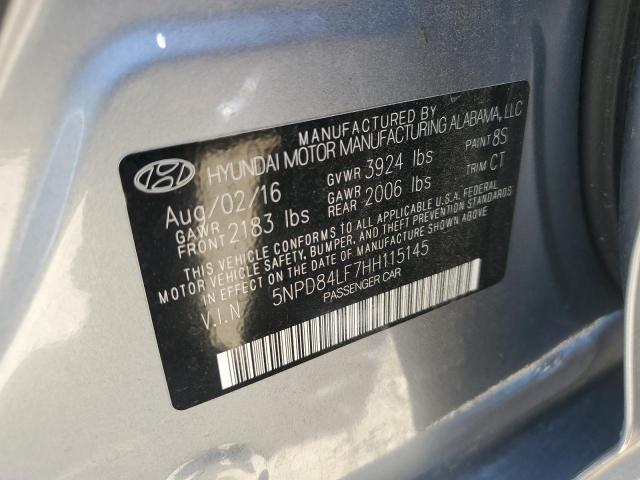 MANUFACTURED BY
HYUNDAI MOTOR MANUFACTURING ALABAMA, LLC
Aug/02/16 GVWR 3924 lbs PAINT 8S
GAWR FRONT 2183 lbs GAWR REAR 2006 lbs TRIM CT
THIS VEHICLE CONFORMS TO ALL APPLICABLE U.S. FEDERAL
MOTOR VEHICLE SAFETY, BUMPER, AND THEFT PREVENTION STANDARDS
IN EFFECT ON THE DATE OF MANUFACTURE SHOWN ABOVE.
V.I.N 5NPD84LF7HH115145
PASSENGER CAR